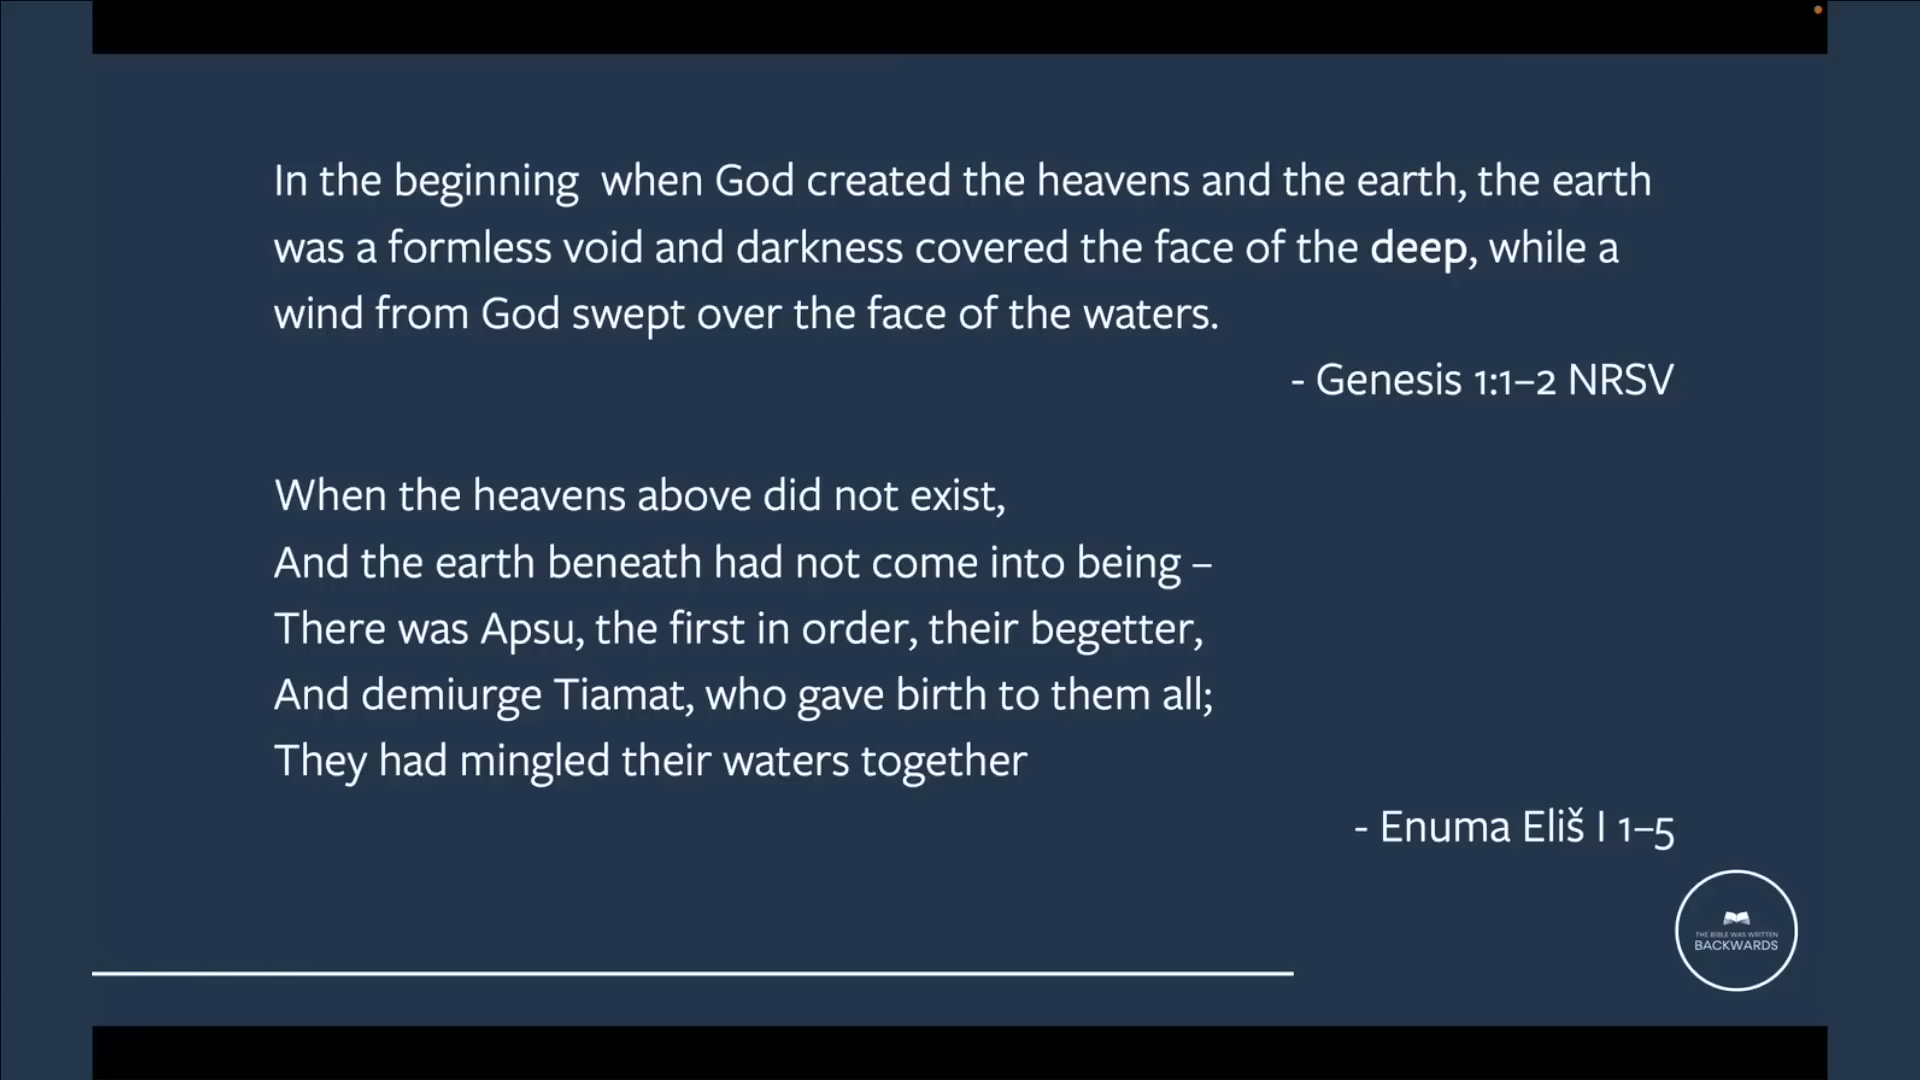 In the beginning  when God created the heavens and the earth, the earth
was a formless void and darkness covered the face of the deep, while a
wind from God swept over the face of the waters.
- Genesis 1:1–2 NRSV
When the heavens above did not exist,
And the earth beneath had not come into being –
There was Apsu, the first in order, their begetter,
And demiurge Tiamat, who gave birth to them all;
They had mingled their waters together
- Enuma Eliš I 1–5
THE BIBLE WAS WRITTEN
BACKWARDS